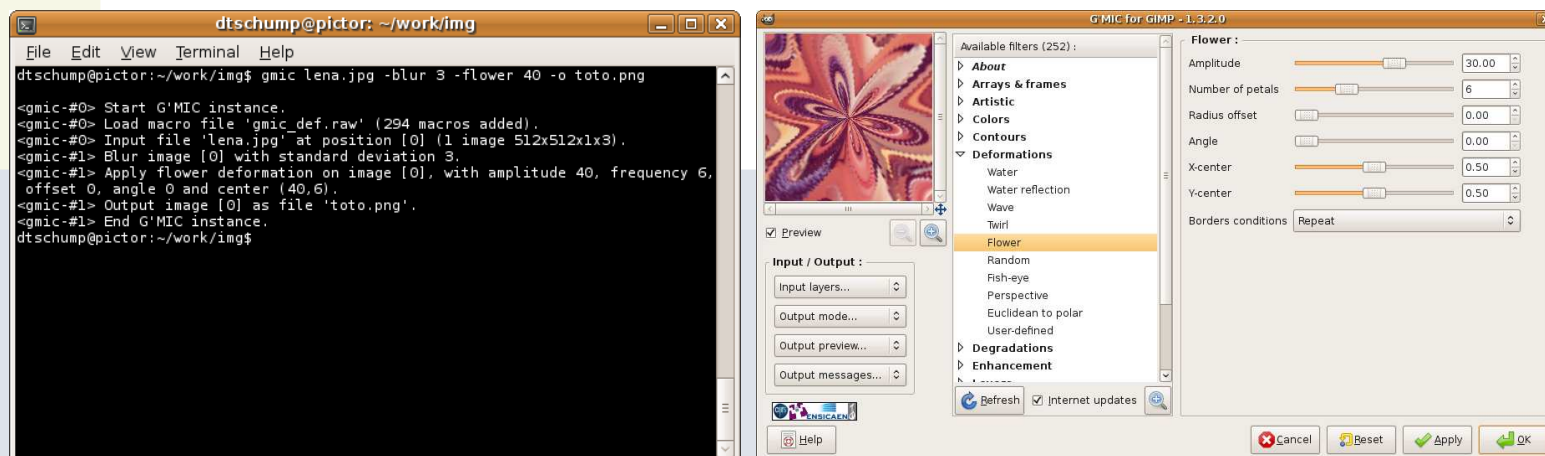 dtschump@pictor: ~/work/img
File Edit View Terminal Help
dtschump@pictor:~/work/img$ gmic lena.jpg -blur 3 -flower 40 -o toto.png
<gmic-#0> Start G'MIC instance.
<gmic-#0> Load macro file 'gmic_def.raw' (294 macros added).
<gmic-#0> Input file 'lena.jpg' at position [0] (1 image 512x512x1x3).
<gmic-#1> Blur image [0] with standard deviation 3.
<gmic-#1> Apply flower deformation on image [0], with amplitude 40, frequency 6,
offset 0, angle 0 and center (40,6).
<gmic-#1> Output image [0] as file 'toto.png'.
<gmic-#1> End G'MIC instance.
dtschump@pictor:~/work/img$
G'MIC for GIMP - 1.3.2.0
Preview
Input / Output :
Input layers...
Output mode...
Output preview...
Output messages...
ENSICAEN
Help
Available filters (252) :
About
Arrays & frames
Artistic
Colors
Contours
Deformations
Water
Water reflection
Wave
Twirl
Flower
Random
Fish-eye
Perspective
Euclidean to polar
User-defined
Degradations
Enhancement
Refresh Internet updates
Flower :
Amplitude 30.00
Number of petals 6
Radius offset 0.00
Angle 0.00
X-center 0.50
Y-center 0.50
Borders conditions Repeat
Cancel Reset Apply OK